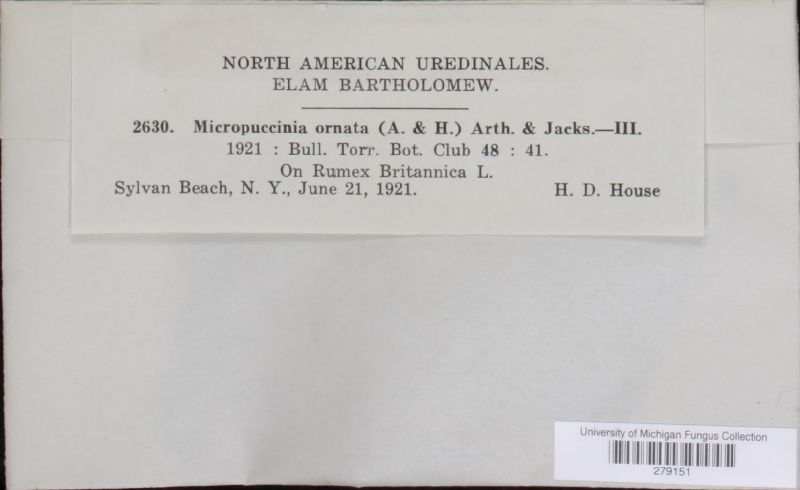 NORTH AMERICAN UREDINALES.
ELAM BARTHOLOMEW.
2630. Micropuccinia ornata (A. & H.) Arth. & Jacks.—III.
1921 : Bull. Torr. Bot. Club 48 : 41.
On Rumex Britannica L.
Sylvan Beach, N. Y., June 21, 1921. H. D. House
University of Michigan Fungus Collection
279151